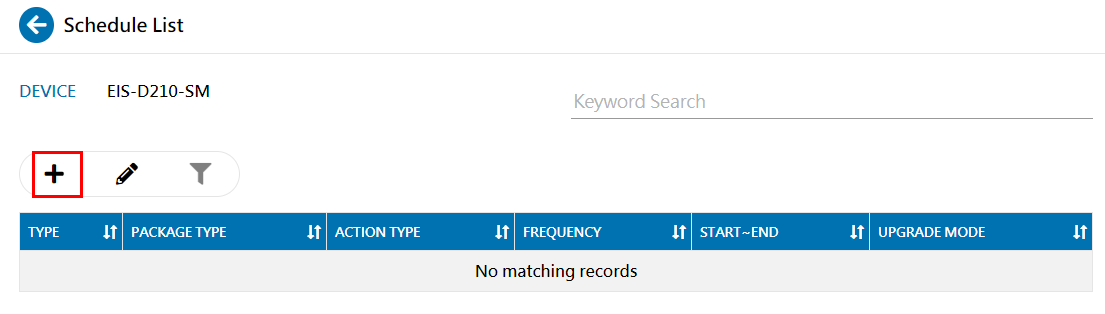 Schedule List
DEVICE EIS-D210-SM
Keyword Search
TYPE PACKAGE TYPE ACTION TYPE FREQUENCY START~END UPGRADE MODE
No matching records